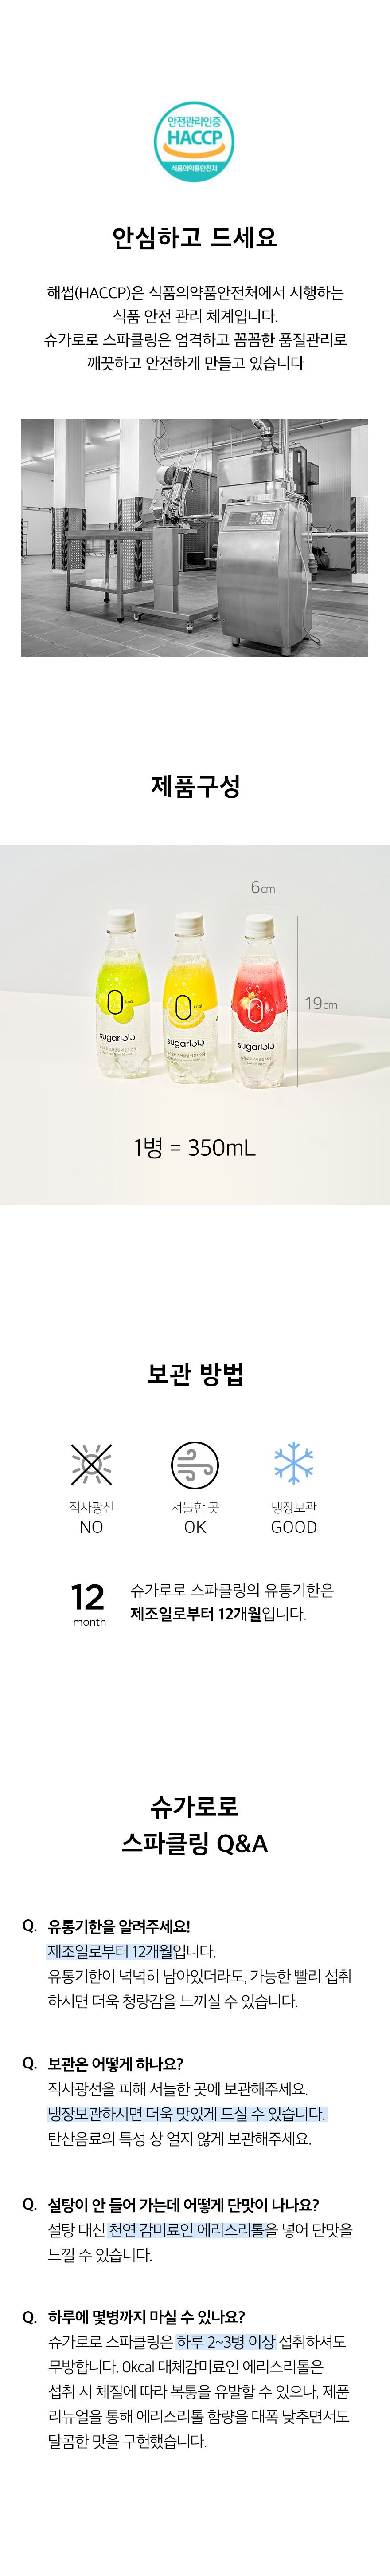 안전관리인증
HACCP
식품의약품안전처
안심하고 드세요
해썹(HACCP)은 식품의약품안전처에서 시행하는
식품 안전 관리 체계입니다.
슈가로로 스파클링은 엄격하고 꼼꼼한 품질관리로
깨끗하고 안전하게 만들고 있습니다
제품구성
6cm
19cm
0 kcal
0 kcal
0
sugarlolo
sugarlolo
sugarlolo
1병 = 350mL
보관 방법
직사광선
NO
서늘한 곳
OK
냉장보관
GOOD
12
month
슈가로로 스파클링의 유통기한은
제조일로부터 12개월입니다.
슈가로로
스파클링 Q&A
Q. 유통기한을 알려주세요!
제조일로부터 12개월입니다.
유통기한이 넉넉히 남아있더라도, 가능한 빨리 섭취
하시면 더욱 청량감을 느끼실 수 있습니다.
Q. 보관은 어떻게 하나요?
직사광선을 피해 서늘한 곳에 보관해주세요.
냉장보관하시면 더욱 맛있게 드실 수 있습니다.
탄산음료의 특성 상 얼지 않게 보관해주세요.
Q. 설탕이 안 들어 가는데 어떻게 단맛이 나나요?
설탕 대신 천연 감미료인 에리스리톨을 넣어 단맛을
느낄 수 있습니다.
Q. 하루에 몇병까지 마실 수 있나요?
슈가로로 스파클링은 하루 2~3병 이상 섭취하셔도
무방합니다. 0kcal 대체감미료인 에리스리톨은
섭취 시 체질에 따라 복통을 유발할 수 있으나, 제품
리뉴얼을 통해 에리스리톨 함량을 대폭 낮추면서도
달콤한 맛을 구현했습니다.